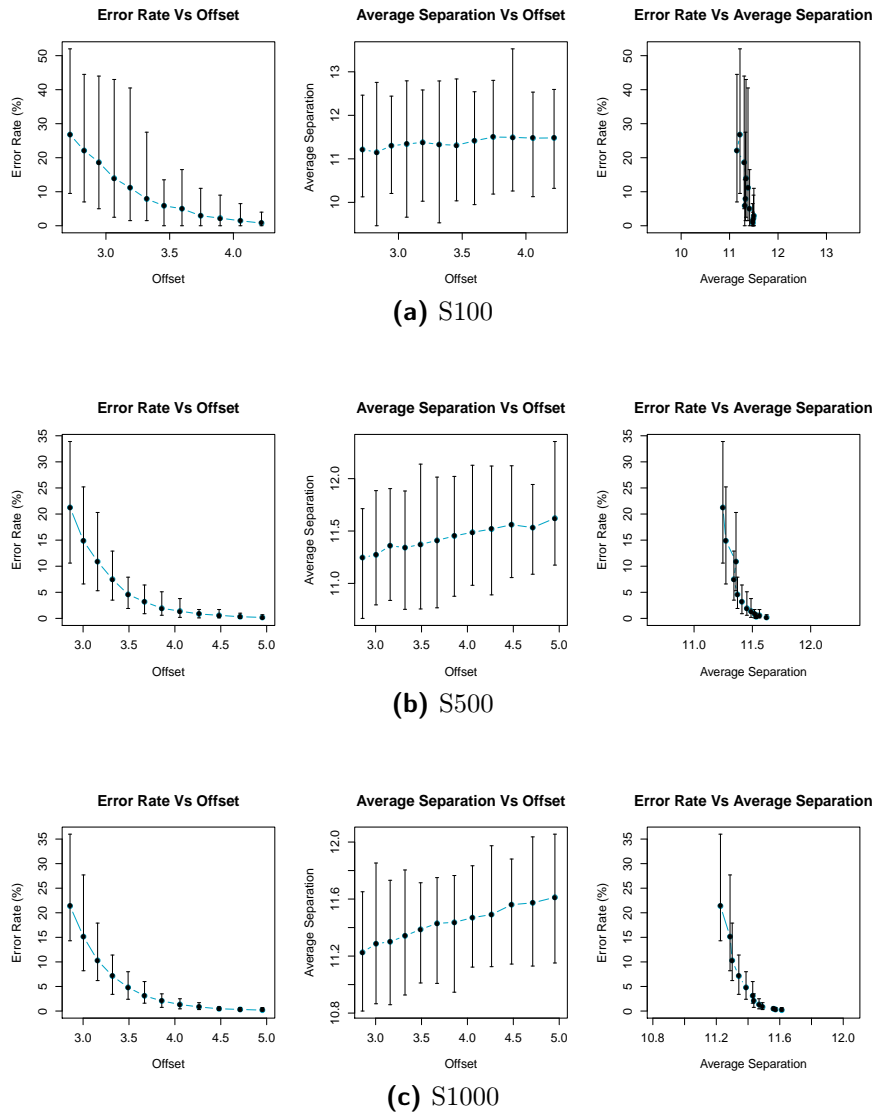 Error Rate Vs Offset
Error Rate (%)
0 10 20 30 40 50
3.0 3.5 4.0
Offset
Average Separation Vs Offset
Average Separation
10 11 12 13
3.0 3.5 4.0
Offset
Error Rate Vs Average Separation
Error Rate (%)
0 10 20 30 40 50
10 11 12 13
Average Separation
(a) S100
Error Rate Vs Offset
Error Rate (%)
0 5 10 15 20 25 30 35
3.0 3.5 4.0 4.5 5.0
Offset
Average Separation Vs Offset
Average Separation
11.0 11.5 12.0
3.0 3.5 4.0 4.5 5.0
Offset
Error Rate Vs Average Separation
Error Rate (%)
0 5 10 15 20 25 30 35
11.0 11.5 12.0
Average Separation
(b) S500
Error Rate Vs Offset
Error Rate (%)
0 5 10 15 20 25 30 35
3.0 3.5 4.0 4.5 5.0
Offset
Average Separation Vs Offset
Average Separation
10.8 11.2 11.6 12.0
3.0 3.5 4.0 4.5 5.0
Offset
Error Rate Vs Average Separation
Error Rate (%)
0 5 10 15 20 25 30 35
10.8 11.2 11.6 12.0
Average Separation
(c) S1000